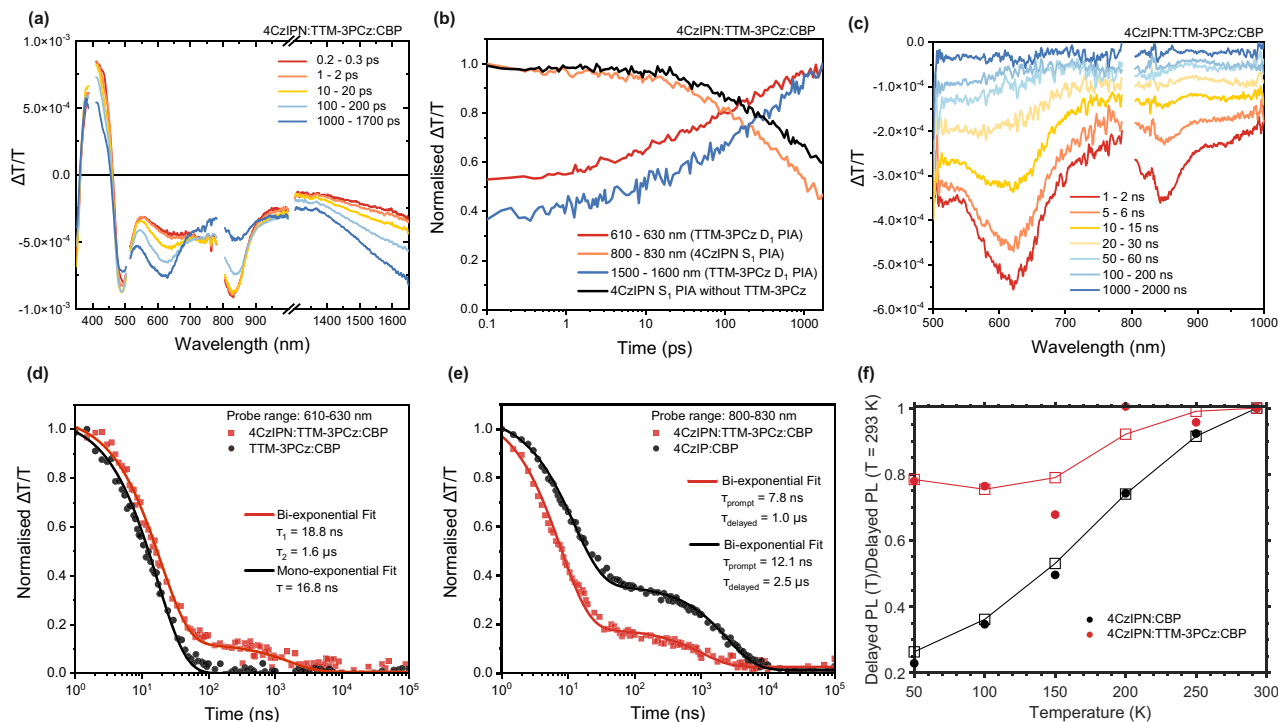 (a)
4CzIPN:TTM-3PCz:CBP
1.0×10⁻³
5.0×10⁻⁴
0.0
-5.0×10⁻⁴
-1.0×10⁻³
ΔT/T
0.2 - 0.3 ps
1 - 2 ps
10 - 20 ps
100 - 200 ps
1000 - 1700 ps
400 500 600 700 800 900 1400 1500 1600
Wavelength (nm)
(b)
4CzIPN:TTM-3PCz:CBP
1.0
0.8
0.6
0.4
0.2
0.0
Normalised ΔT/T
610 - 630 nm (TTM-3PCz D₁ PIA)
800 - 830 nm (4CzIPN S₁ PIA)
1500 - 1600 nm (TTM-3PCz D₁ PIA)
4CzIPN S₁ PIA without TTM-3PCz
0.1 1 10 100 1000
Time (ps)
(c)
4CzIPN:TTM-3PCz:CBP
0.0
-1.0×10⁻⁴
-2.0×10⁻⁴
-3.0×10⁻⁴
-4.0×10⁻⁴
-5.0×10⁻⁴
-6.0×10⁻⁴
ΔT/T
1 - 2 ns
5 - 6 ns
10 - 15 ns
20 - 30 ns
50 - 60 ns
100 - 200 ns
1000 - 2000 ns
500 600 700 800 900 1000
Wavelength (nm)
(d)
Probe range: 610-630 nm
4CzIPN:TTM-3PCz:CBP
TTM-3PCz:CBP
1.0
0.8
0.6
0.4
0.2
0.0
Normalised ΔT/T
Bi-exponential Fit
τ₁ = 18.8 ns
τ₂ = 1.6 μs
Mono-exponential Fit
τ = 16.8 ns
10⁰ 10¹ 10² 10³ 10⁴ 10⁵
Time (ns)
(e)
Probe range: 800-830 nm
4CzIPN:TTM-3PCz:CBP
4CzIP:CBP
1.0
0.8
0.6
0.4
0.2
0.0
Normalised ΔT/T
Bi-exponential Fit
τprompt = 7.8 ns
τdelayed = 1.0 μs
Bi-exponential Fit
τprompt = 12.1 ns
τdelayed = 2.5 μs
10⁰ 10¹ 10² 10³ 10⁴ 10⁵
Time (ns)
(f)
1
0.8
0.6
0.4
0.2
Delayed PL (T)/Delayed PL (T = 293 K)
4CzIPN:CBP
4CzIPN:TTM-3PCz:CBP
50 100 150 200 250 300
Temperature (K)